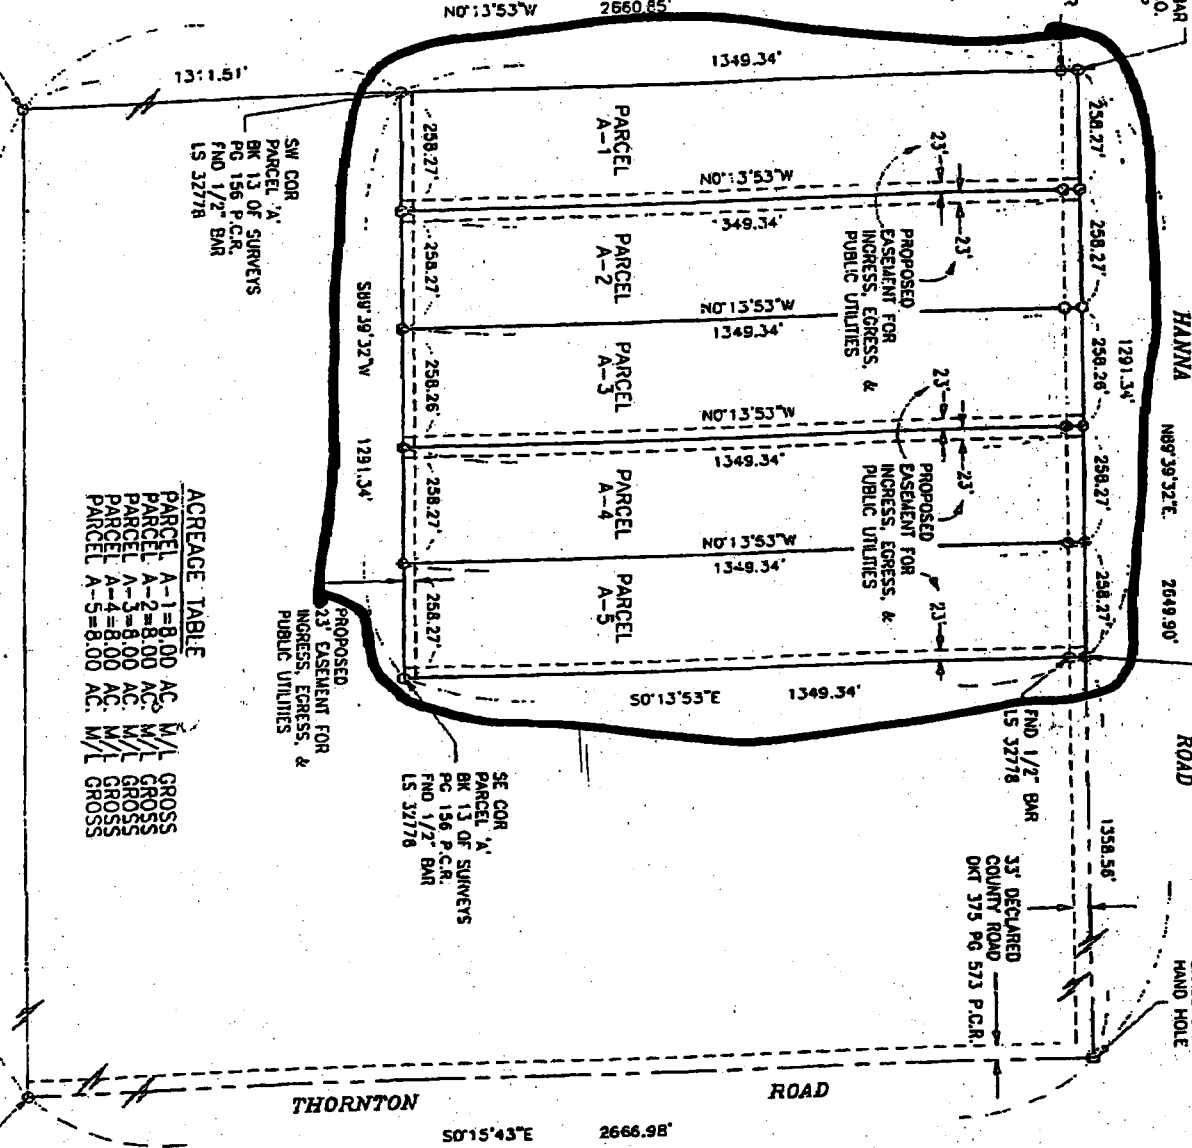 N0°13'53"W 2660.85'
1311.51'
1349.34'
BAR
258.27'
258.27'
258.26'
258.27'
258.27'
1291.34'
HANNA
N89°39'32"E
2649.90'
ROAD
1358.56'
HAND HOLE
PARCEL
A-1
N0°13'53"W
349.34'
23'
23'
PROPOSED
EASEMENT FOR
INGRESS, EGRESS, &
PUBLIC UTILITIES
PARCEL
A-2
N0°13'53"W
1349.34'
PARCEL
A-3
N0°13'53"W
1349.34'
23'
23'
PROPOSED
EASEMENT FOR
INGRESS, EGRESS, &
PUBLIC UTILITIES
PARCEL
A-4
N0°13'53"W
1349.34'
PARCEL
A-5
23'
S0°13'53"E
1349.34'
258.27'
258.27'
258.26'
258.27'
258.27'
S89°39'32"W
1291.34'
SW COR
PARCEL 'A'
BK 13 OF SURVEYS
PG 156 P.C.R.
FND 1/2" BAR
LS 32778
PROPOSED
23' EASEMENT FOR
INGRESS, EGRESS, &
PUBLIC UTILITIES
SE COR
PARCEL 'A'
BK 13 OF SURVEYS
PG 156 P.C.R.
FND 1/2" BAR
LS 32778
FND 1/2" BAR
LS 32778
33' DECLARED
COUNTY ROAD
DKT 375 PG 573 P.C.R.
ACREAGE TABLE
PARCEL A-1=8.00 AC. M/L GROSS
PARCEL A-2=8.00 AC. M/L GROSS
PARCEL A-3=8.00 AC. M/L GROSS
PARCEL A-4=8.00 AC. M/L GROSS
PARCEL A-5=8.00 AC. M/L GROSS
THORNTON ROAD
S0°15'43"E 2666.98'